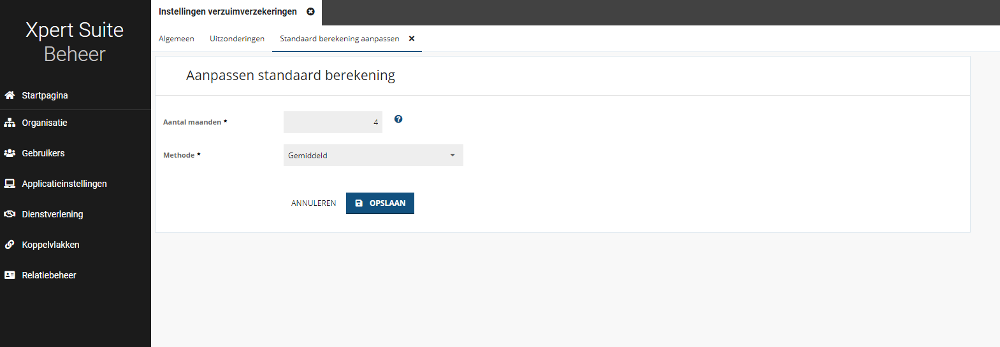 Xpert Suite
Beheer
Startpagina
Organisatie
Gebruikers
Applicatieinstellingen
Dienstverlening
Koppelvlakken
Relatiebeheer
Instellingen verzuimverzekeringen
Algemeen Uitzonderingen Standaard berekening aanpassen
Aanpassen standaard berekening
Aantal maanden * 4
Methode * Gemiddeld
ANNULEREN OPSLAAN